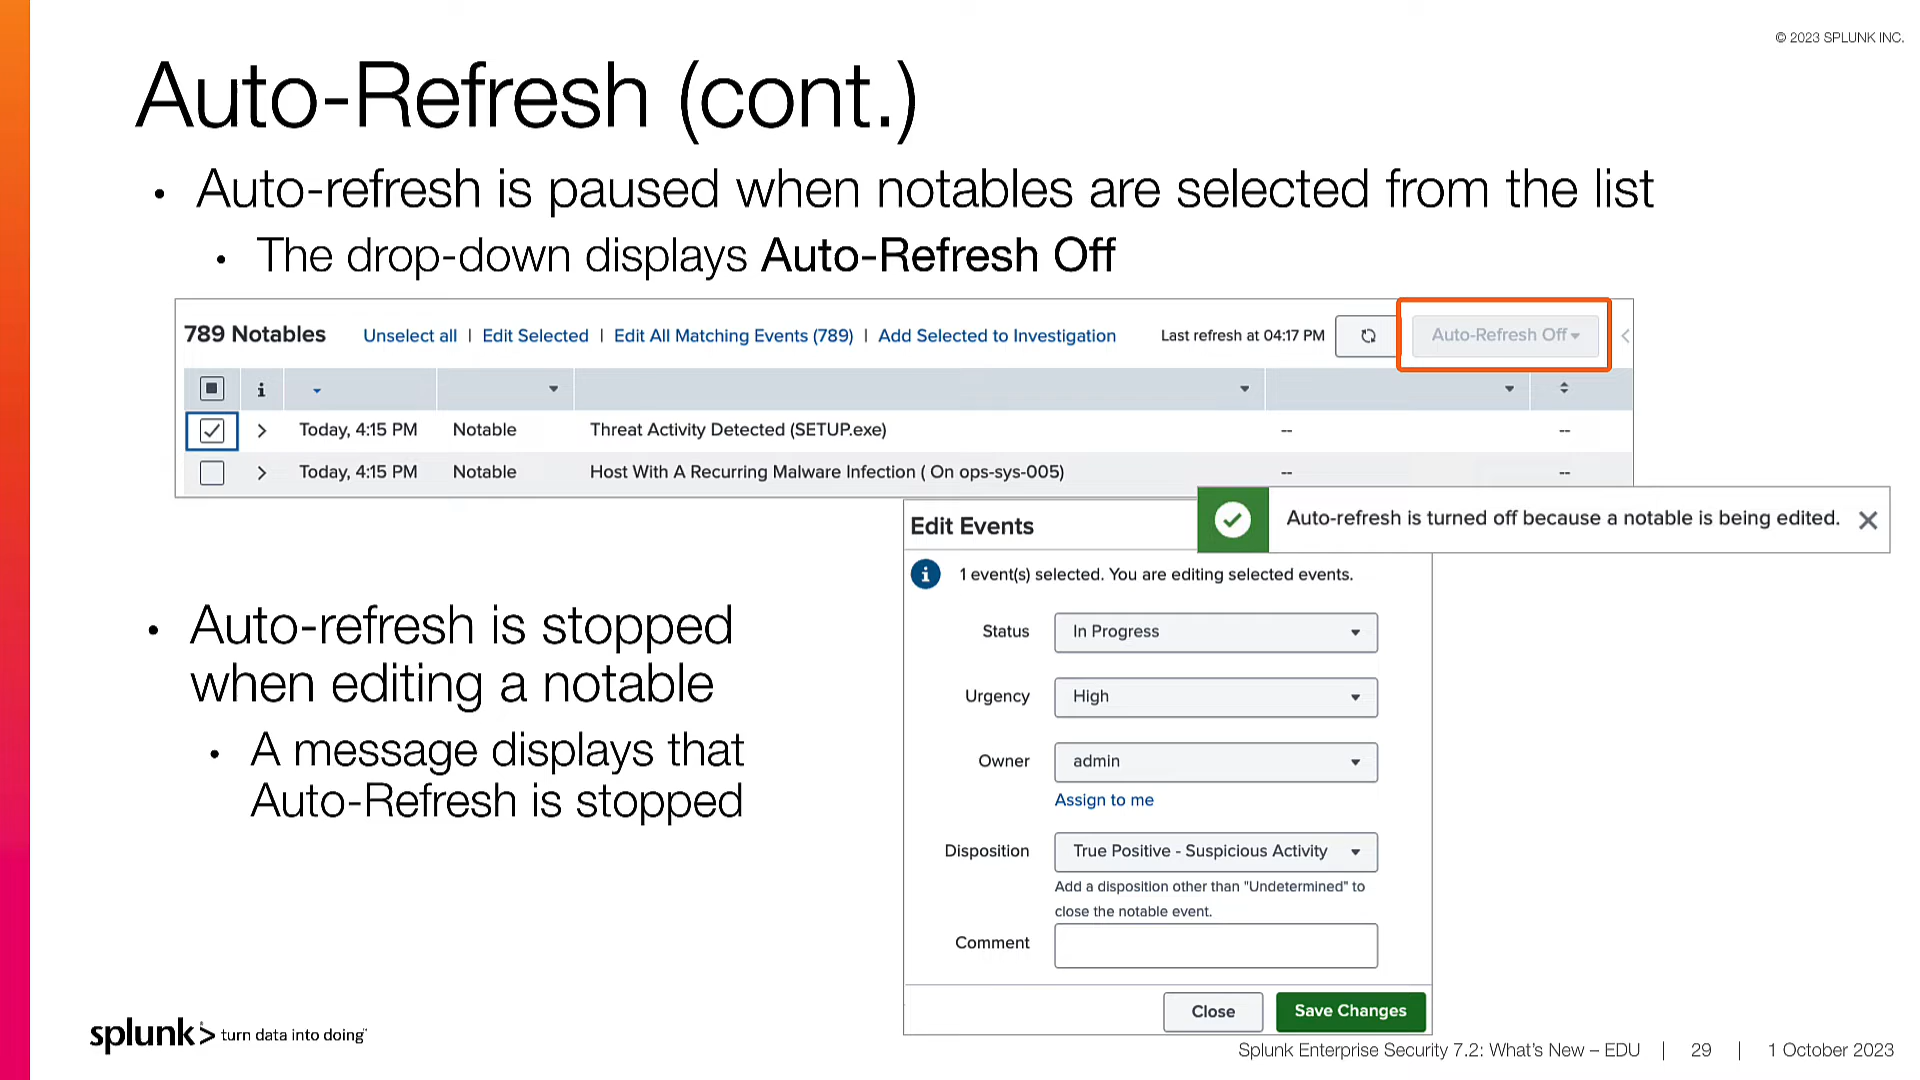 © 2023 SPLUNK INC.
Auto-Refresh (cont.)
• Auto-refresh is paused when notables are selected from the list
• The drop-down displays Auto-Refresh Off
789 Notables Unselect all | Edit Selected | Edit All Matching Events (789) | Add Selected to Investigation Last refresh at 04:17 PM Auto-Refresh Off
i
Today, 4:15 PM Notable Threat Activity Detected (SETUP.exe) -- --
Today, 4:15 PM Notable Host With A Recurring Malware Infection ( On ops-sys-005) -- --
Auto-refresh is turned off because a notable is being edited.
Edit Events
1 event(s) selected. You are editing selected events.
Status In Progress
Urgency High
Owner admin
Assign to me
Disposition True Positive - Suspicious Activity
Add a disposition other than "Undetermined" to
close the notable event.
Comment
Close Save Changes
• Auto-refresh is stopped
when editing a notable
• A message displays that
Auto-Refresh is stopped
splunk> turn data into doing™
Splunk Enterprise Security 7.2: What's New – EDU | 29 | 1 October 2023